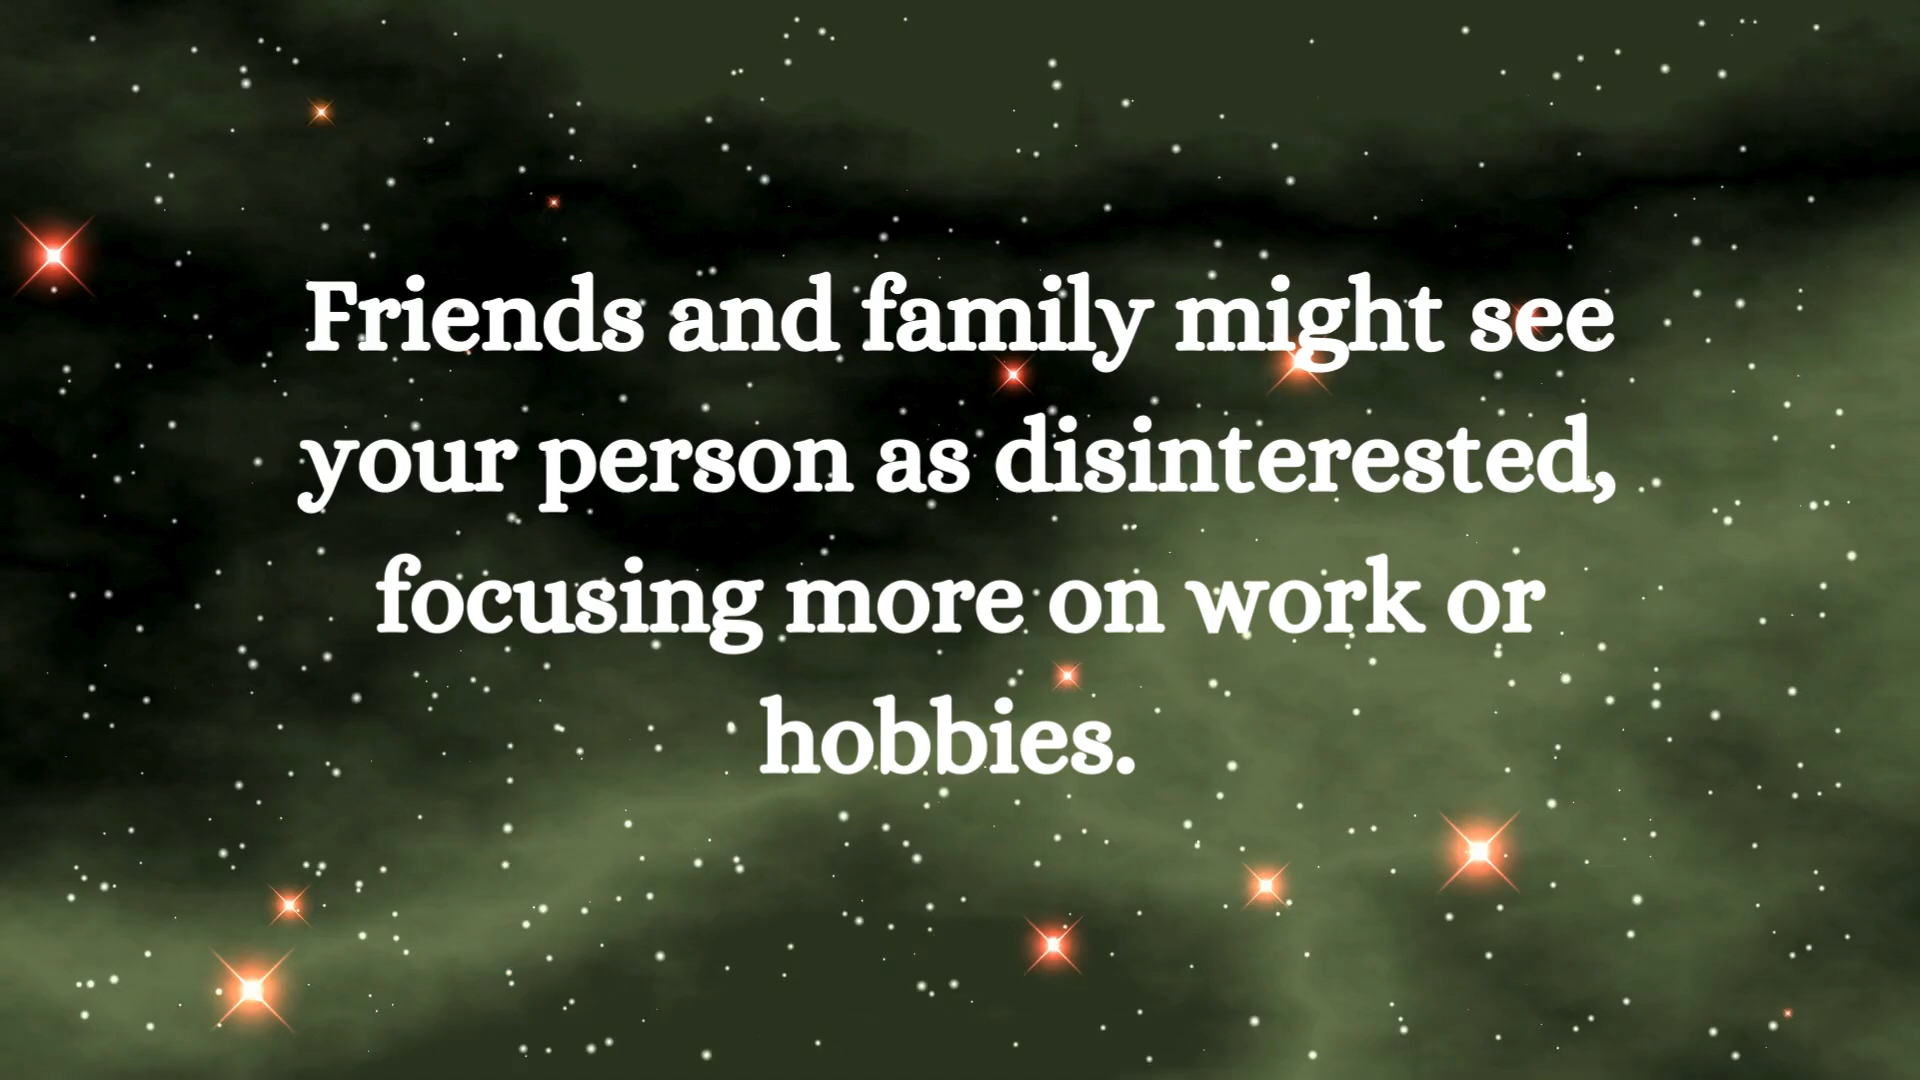 Friends and family might see
your person as disinterested,
focusing more on work or
hobbies.